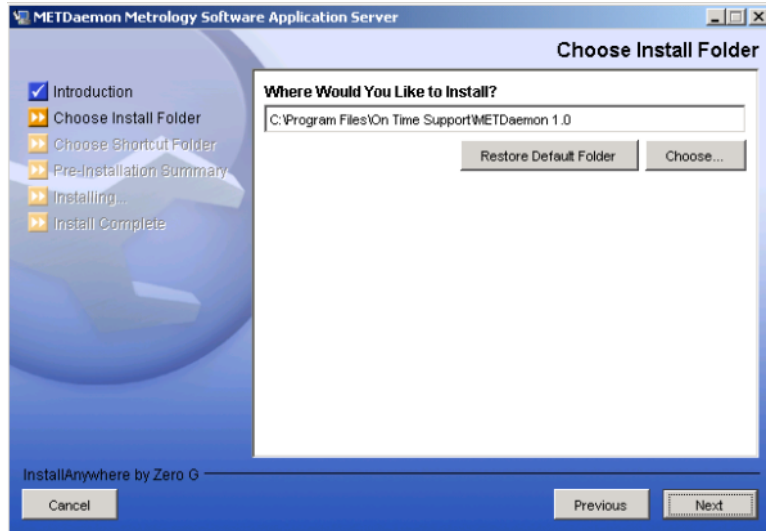 METDaemon Metrology Software Application Server
Choose Install Folder
Introduction
Choose Install Folder
Choose Shortcut Folder
Pre-Installation Summary
Installing...
Install Complete
Where Would You Like to Install?
C:\Program Files\On Time Support\METDaemon 1.0
Restore Default Folder Choose...
InstallAnywhere by Zero G
Cancel Previous Next